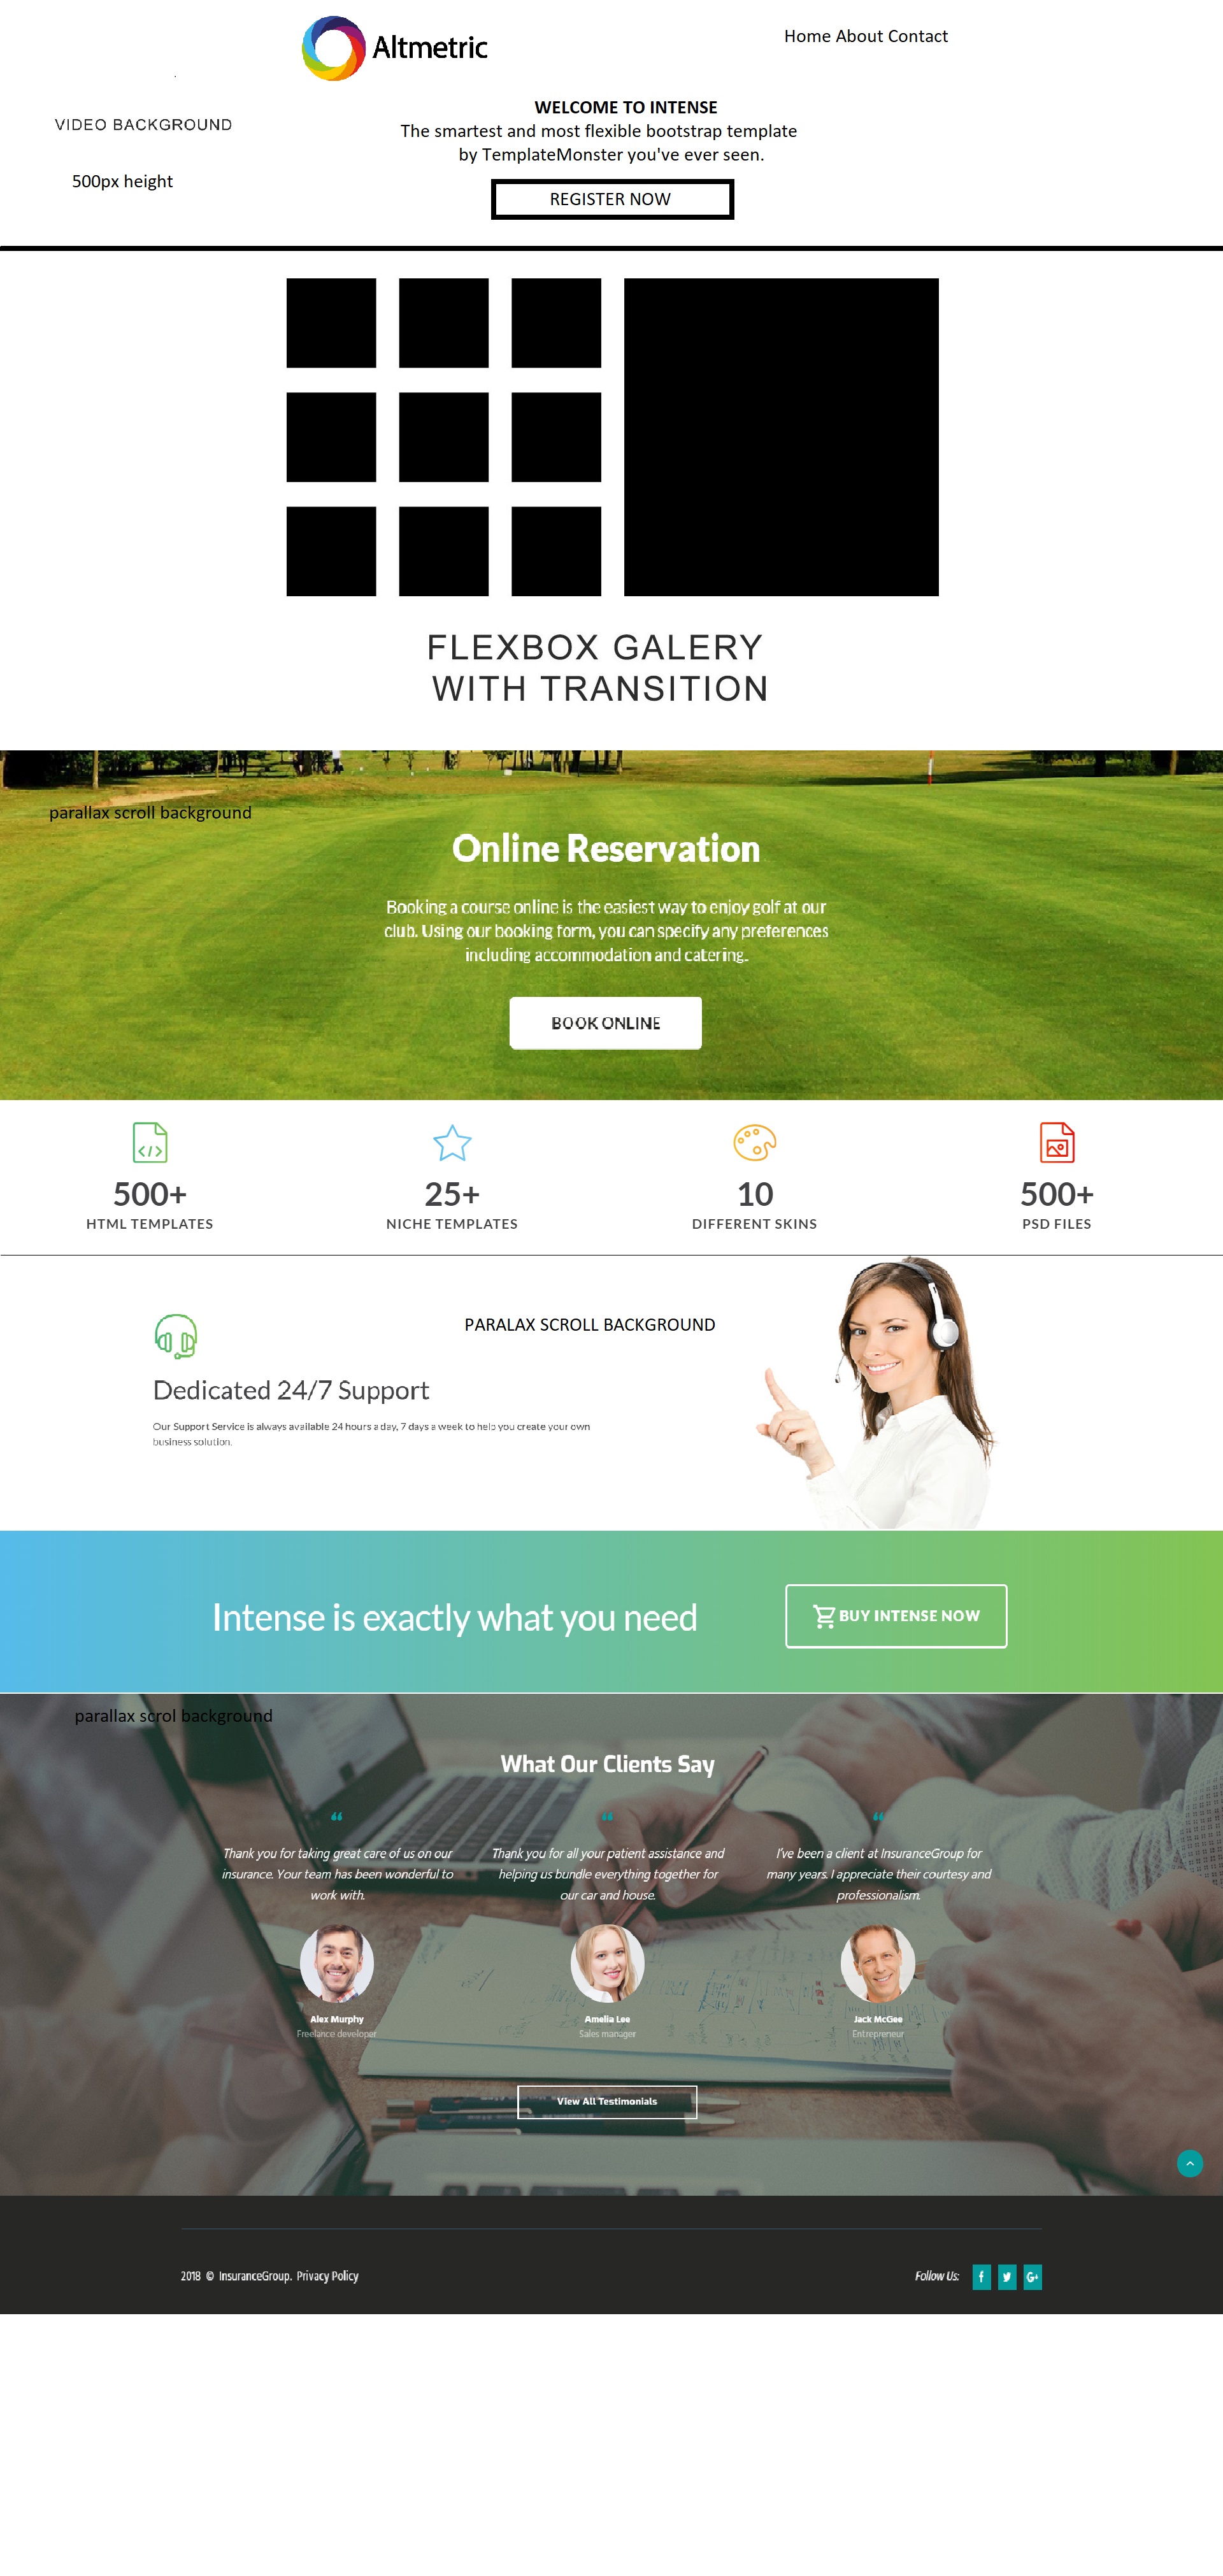 Altmetric
Home About Contact
VIDEO BACKGROUND
500px height
WELCOME TO INTENSE
The smartest and most flexible bootstrap template
by TemplateMonster you've ever seen.
REGISTER NOW
FLEXBOX GALERY
WITH TRANSITION
parallax scroll background
Online Reservation
Booking a course online is the easiest way to enjoy golf at our
club. Using our booking form, you can specify any preferences
including accommodation and catering.
BOOK ONLINE
500+
HTML TEMPLATES
25+
NICHE TEMPLATES
10
DIFFERENT SKINS
500+
PSD FILES
PARALAX SCROLL BACKGROUND
Dedicated 24/7 Support
Our Support Service is always available 24 hours a day, 7 days a week to help you create your own
business solution.
Intense is exactly what you need
BUY INTENSE NOW
parallax scrol background
What Our Clients Say
Thank you for taking great care of us on our
insurance. Your team has been wonderful to
work with.
Alex Murphy
Freelance developer
Thank you for all your patient assistance and
helping us bundle everything together for
our car and house.
Amelia Lee
Sales manager
I've been a client at InsuranceGroup for
many years. I appreciate their courtesy and
professionalism.
Jack McGee
Entrepreneur
View All Testimonials
2018 © InsuranceGroup. Privacy Policy
Follow Us: